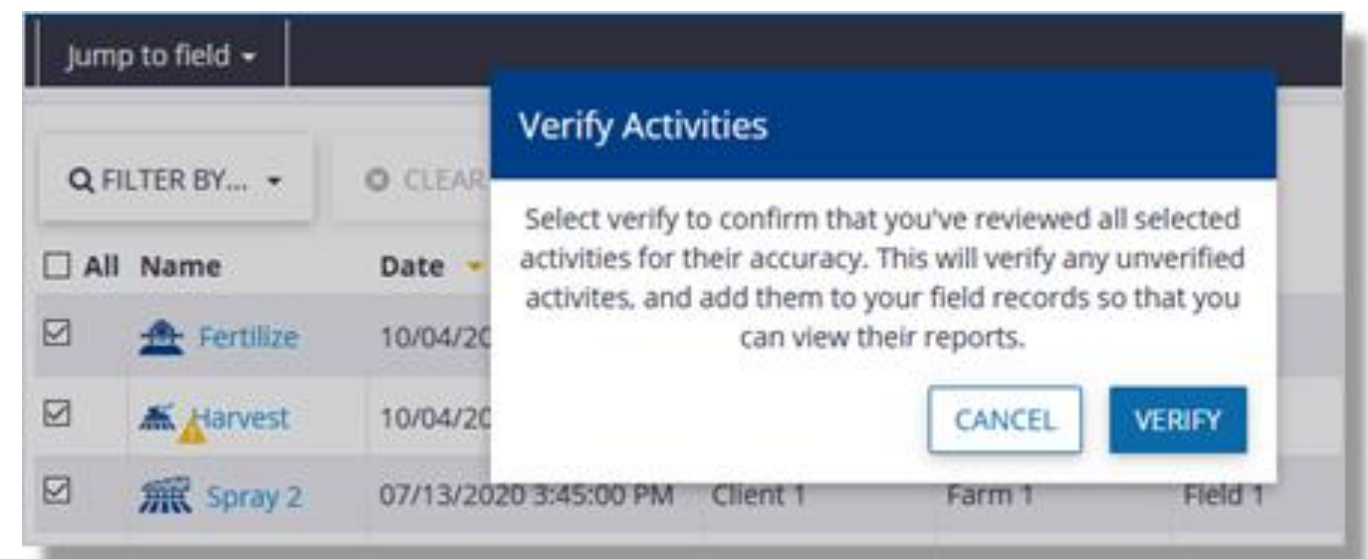 Jump to field
Verify Activities
FILTER BY...
CLEAR
Select verify to confirm that you've reviewed all selected
activities for their accuracy. This will verify any unverified
activites, and add them to your field records so that you
can view their reports.
CANCEL VERIFY
All Name Date
Fertilize 10/04/20
Harvest 10/04/20
Spray 2 07/13/2020 3:45:00 PM Client 1 Farm 1 Field 1